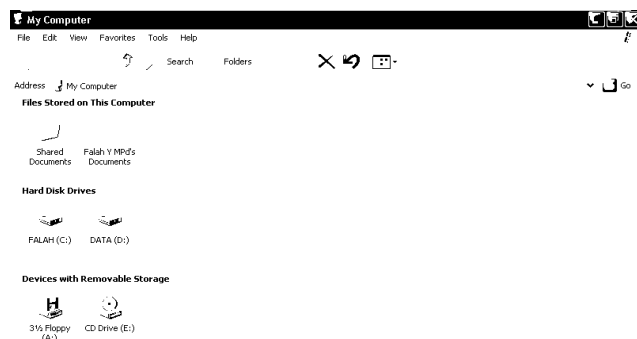 My Computer
File Edit View Favorites Tools Help
Search Folders
Address My Computer Go
Files Stored on This Computer
Shared Documents
Falah Y MPd's Documents
Hard Disk Drives
FALAH (C:) DATA (D:)
Devices with Removable Storage
3½ Floppy (A:)
CD Drive (E:)